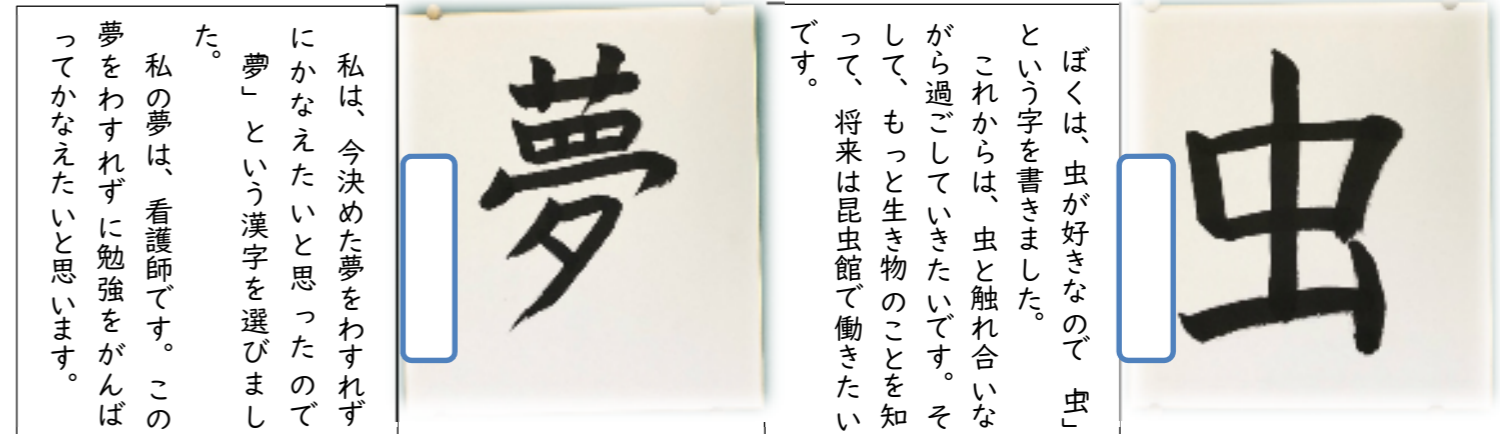 虫
ぼくは、虫が好きなので　虫」
という字を書きました。
これからは、虫と触れ合いな
がら過ごしていきたいです。そ
して、もっと生き物のことを知
って、将来は昆虫館で働きたい
です。
夢
私は、今決めた夢をわすれず
にかなえたいと思ったので
夢」という漢字を選びまし
た。
私の夢は、看護師です。この
夢をわすれずに勉強をがんば
ってかなえたいと思います。